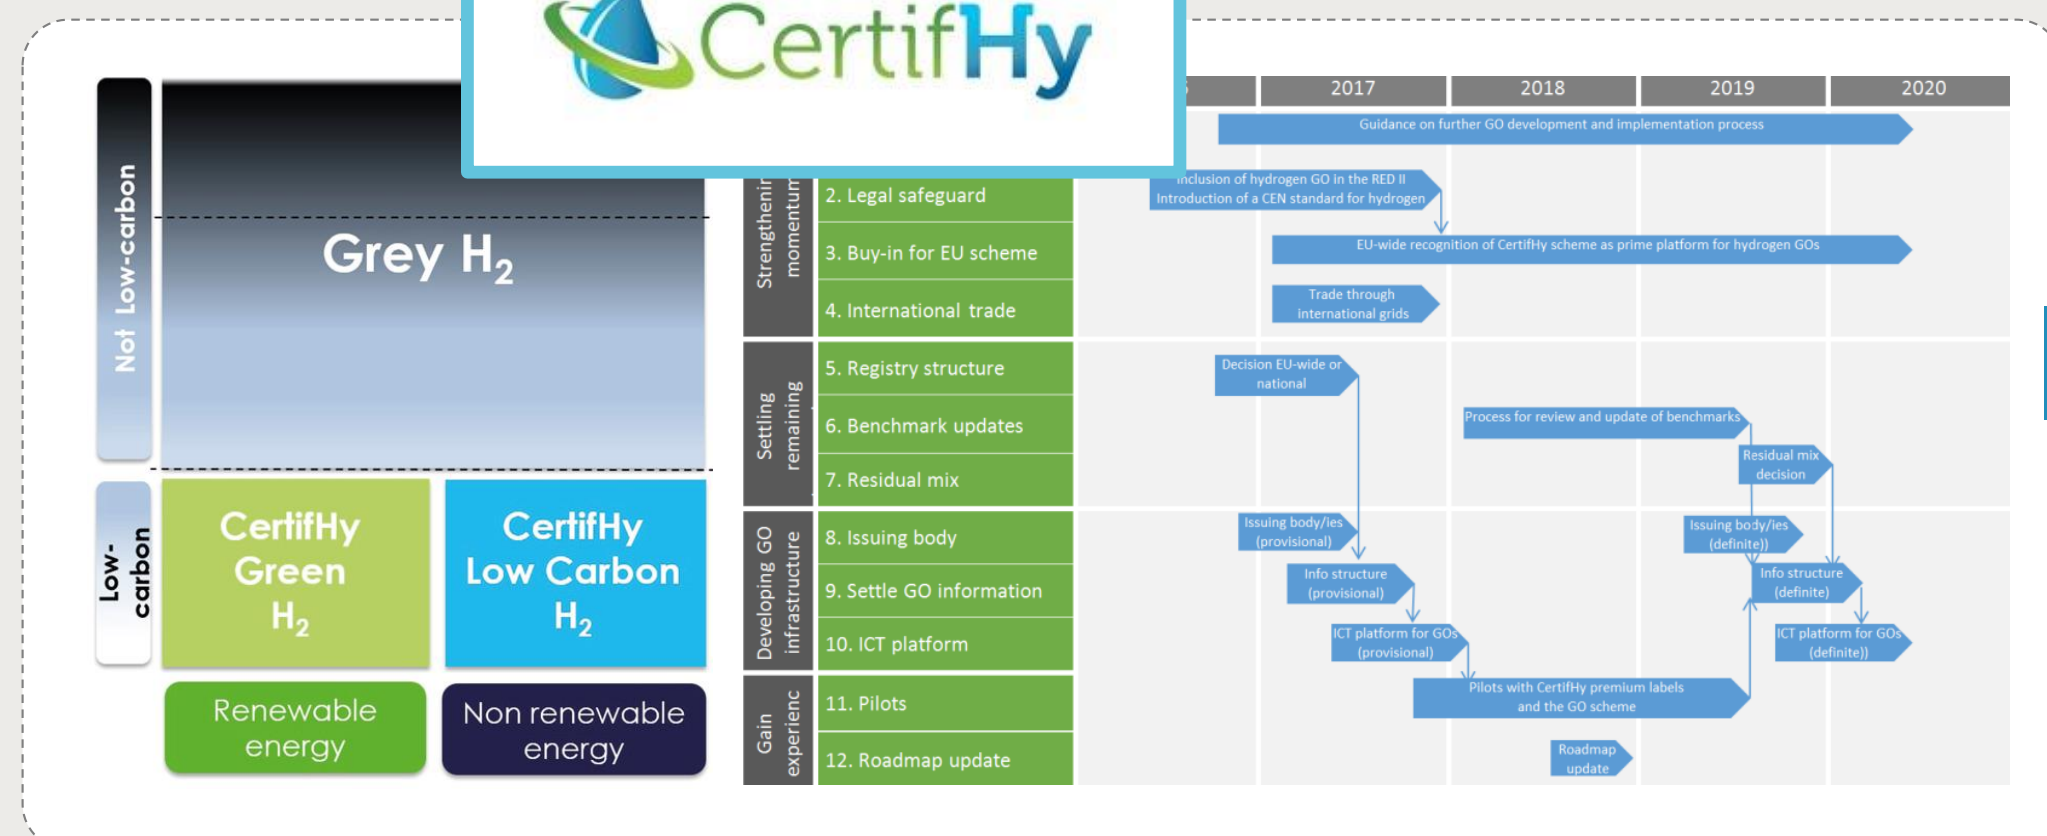 CertifHy
Not Low-carbon
Grey H₂
Low-
carbon
CertifHy
Green
H₂
CertifHy
Low Carbon
H₂
Renewable
energy
Non renewable
energy
2017
2018
2019
2020
Guidance on further GO development and implementation process
momentum
2. Legal safeguard
Inclusion of hydrogen GO in the RED II
Introduction of a CEN standard for hydrogen
3. Buy-in for EU scheme
EU-wide recognition of CertifHy scheme as prime platform for hydrogen GOs
4. International trade
Trade through
international grids
Settling
remaining
5. Registry structure
Decision EU-wide or
national
6. Benchmark updates
Process for review and update of benchmarks
7. Residual mix
Residual mix
decision
Developing GO
infrastructure
8. Issuing body
Issuing body/ies
(provisional)
Issuing body/ies
(definite))
9. Settle GO information
Info structure
(provisional)
Info structure
(definite)
10. ICT platform
ICT platform for GOs
(provisional)
ICT platform for GOs
(definite))
Gain
experienc
11. Pilots
Pilots with CertifHy premium labels
and the GO scheme
12. Roadmap update
Roadmap
update